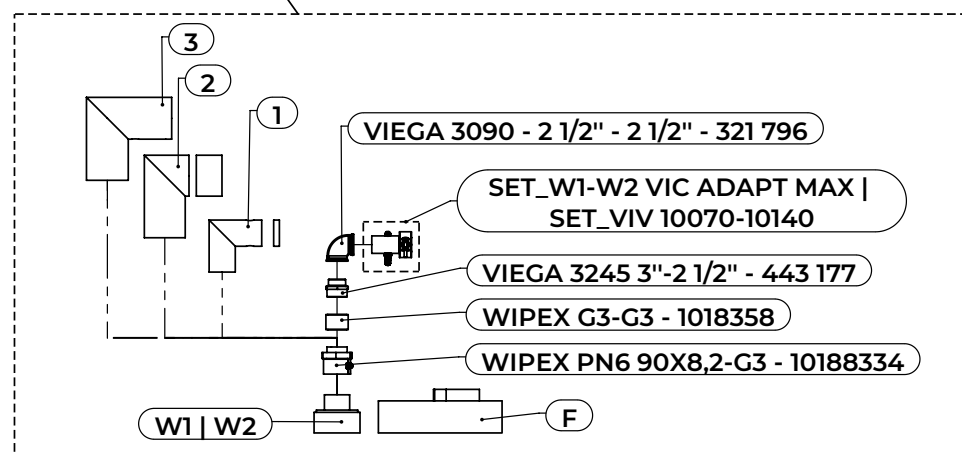 3
2
1
VIEGA 3090 - 2 1/2" - 2 1/2" - 321 796
SET_W1-W2 VIC ADAPT MAX |
SET_VIV 10070-10140
VIEGA 3245 3"-2 1/2" - 443 177
WIPEX G3-G3 - 1018358
WIPEX PN6 90X8,2-G3 - 10188334
W1 | W2
F